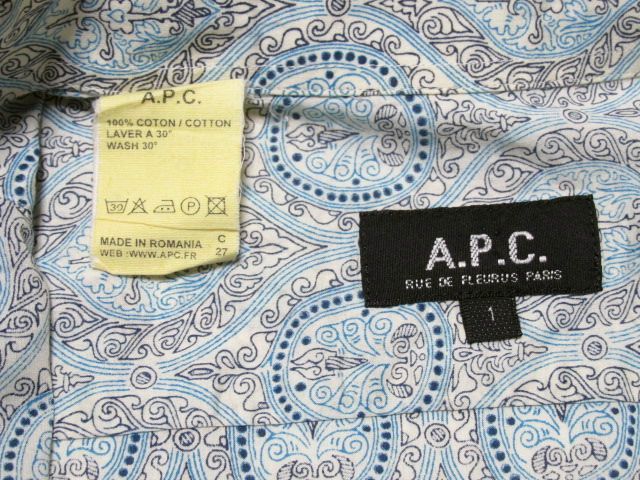 A.P.C.
100% COTON / COTTON
LAVER A 30°
WASH 30°
30
MADE IN ROMANIA C
WEB : WWW.APC.FR 27
A.P.C.
RUE DE FLEURUS PARIS
1